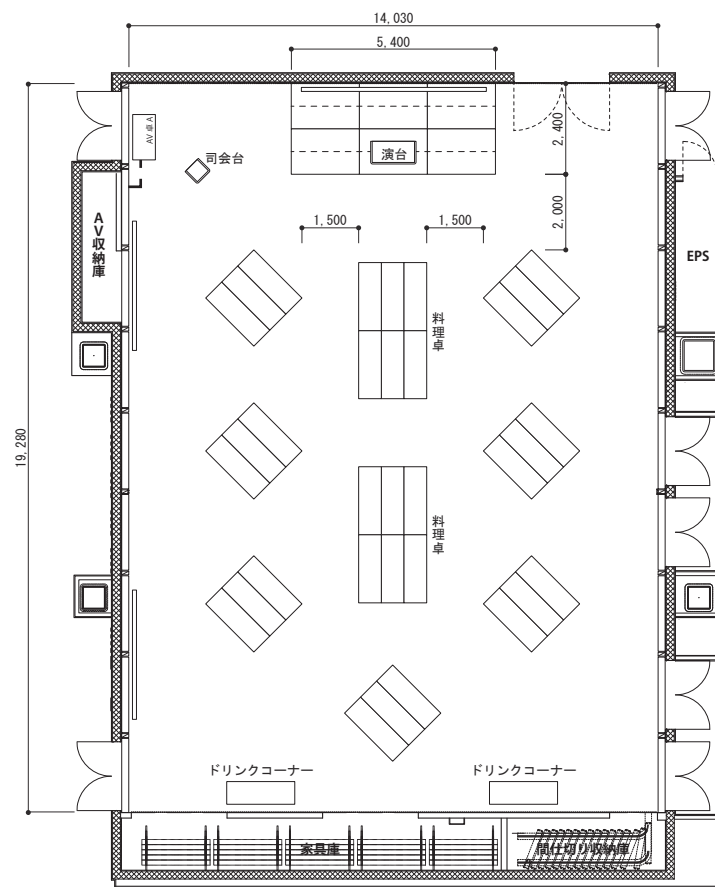 14,030
5,400
AV卓A
司会台
演台
2,400
2,000
AV収納庫
1,500
1,500
EPS
料理卓
19,280
料理卓
ドリンクコーナー
ドリンクコーナー
家具庫
間仕切り収納庫